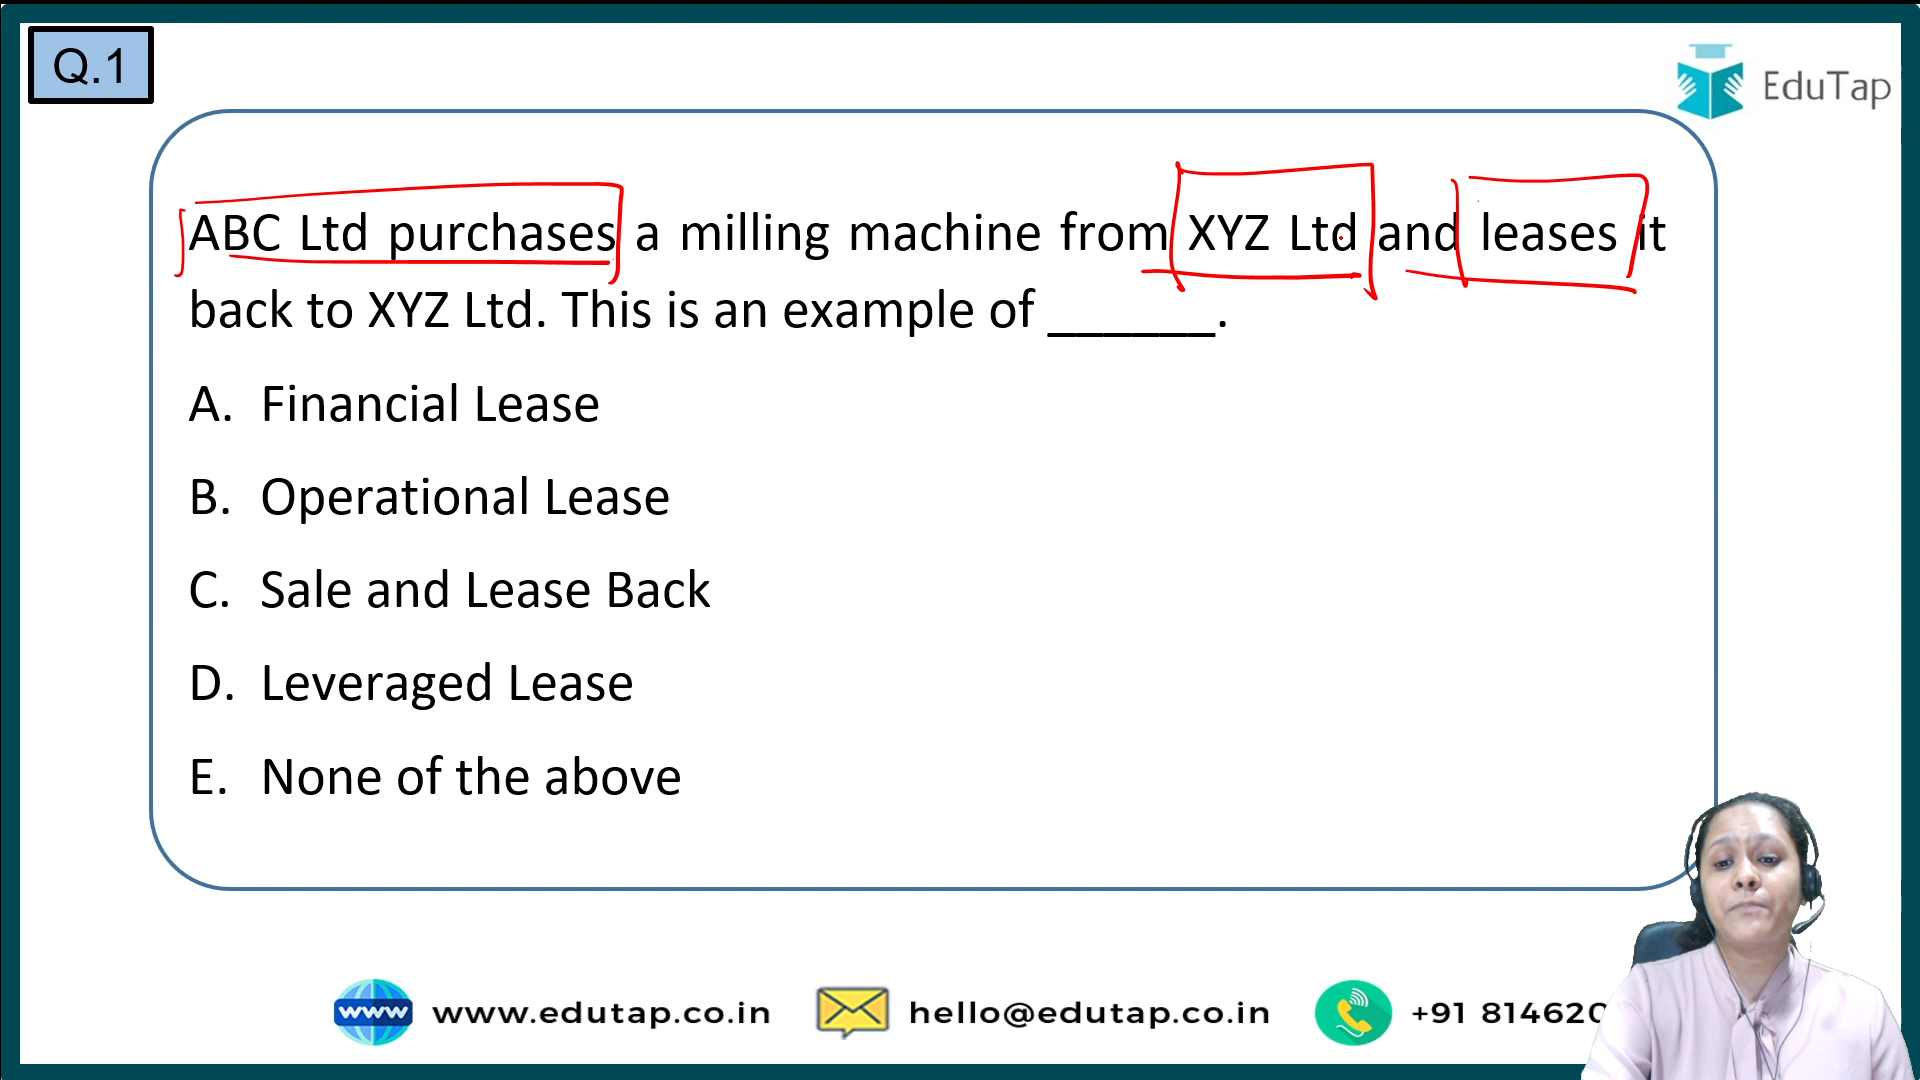 Q.1
EduTap
ABC Ltd purchases a milling machine from XYZ Ltd and leases it
back to XYZ Ltd. This is an example of ______.
A. Financial Lease
B. Operational Lease
C. Sale and Lease Back
D. Leveraged Lease
E. None of the above
www www.edutap.co.in hello@edutap.co.in +91 814620